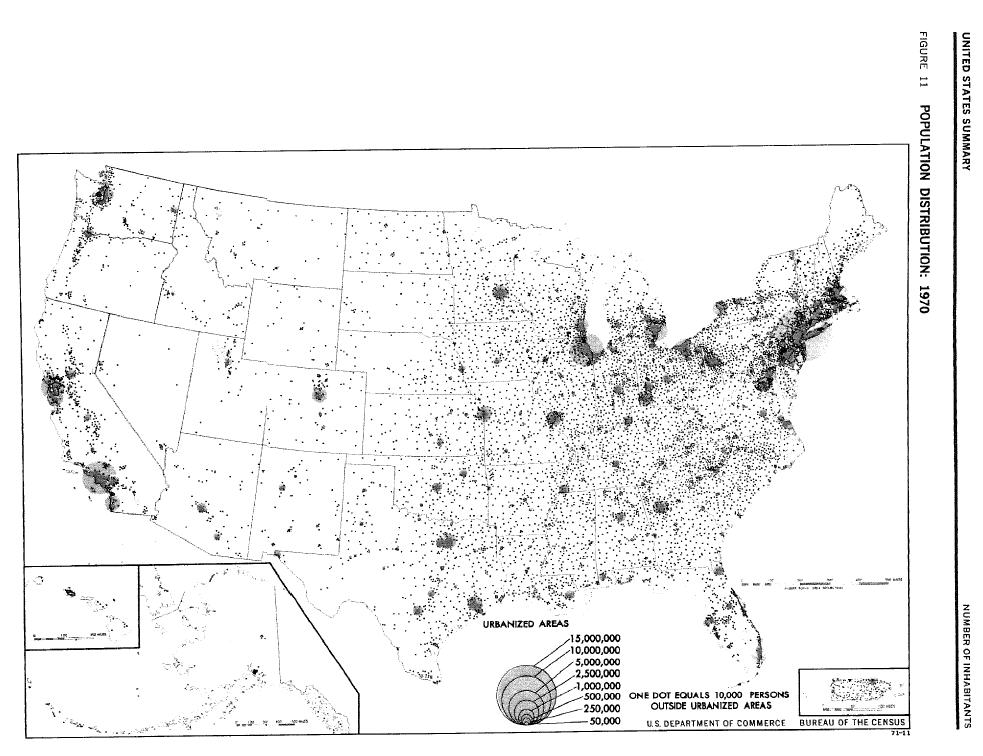 UNITED STATES SUMMARY
NUMBER OF INHABITANTS
FIGURE 11 POPULATION DISTRIBUTION: 1970
URBANIZED AREAS
15,000,000
10,000,000
5,000,000
2,500,000
1,000,000
500,000
250,000
50,000
ONE DOT EQUALS 10,000 PERSONS
OUTSIDE URBANIZED AREAS
U.S. DEPARTMENT OF COMMERCE BUREAU OF THE CENSUS
71-11